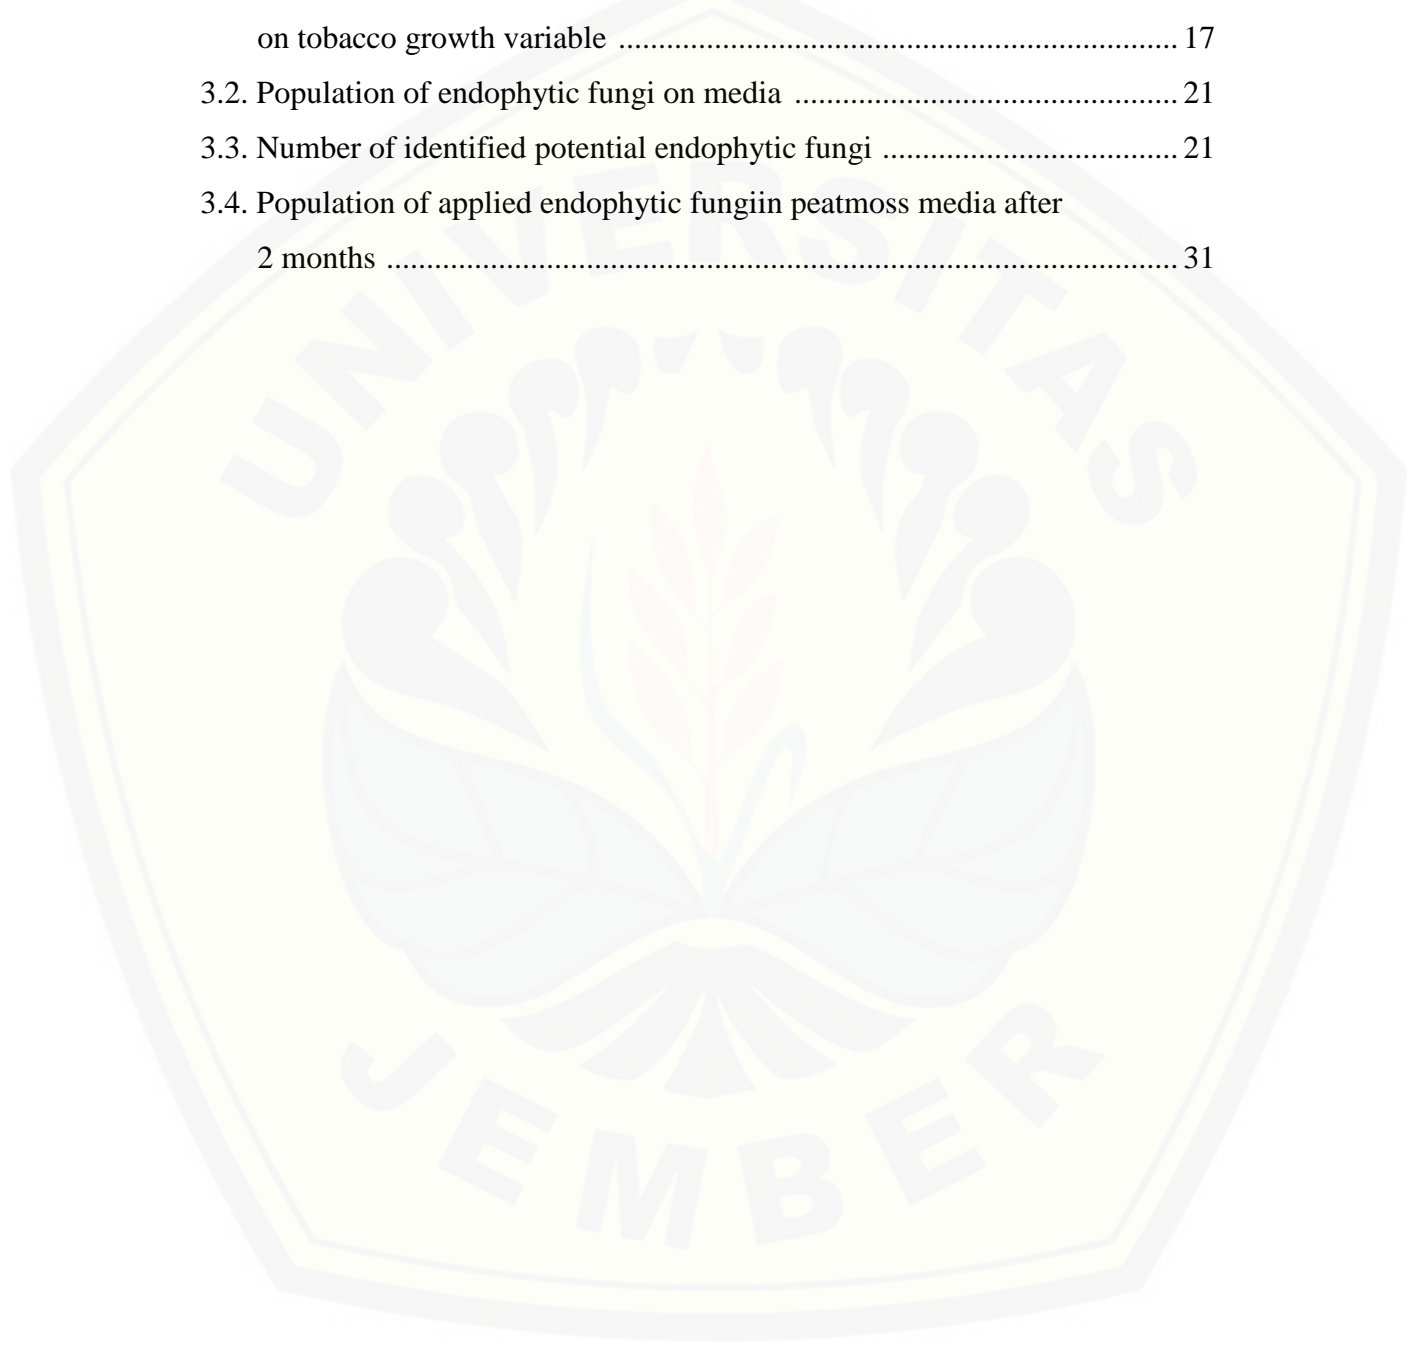 on tobacco growth variable ...................................................................... 17
3.2. Population of endophytic fungi on media ................................................ 21
3.3. Number of identified potential endophytic fungi ..................................... 21
3.4. Population of applied endophytic fungiin peatmoss media after
2 months ................................................................................................... 31
UNIVERSITAS
JEMBER